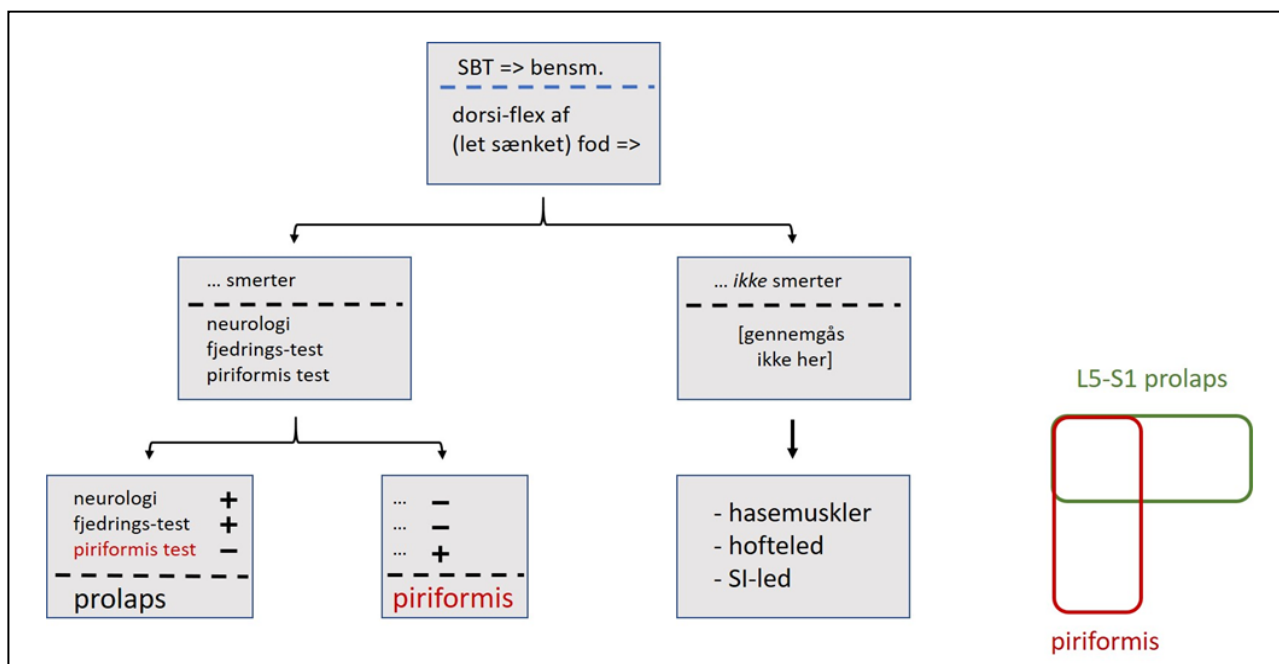 SBT => bensm.
dorsi-flex af
(let sænket) fod =>
... smerter
neurologi
fjedrings-test
piriformis test
... ikke smerter
[gennemgås
ikke her]
neurologi +
fjedrings-test +
piriformis test −
prolaps
... −
... −
... +
piriformis
- hasemuskler
- hofteled
- SI-led
L5-S1 prolaps
piriformis